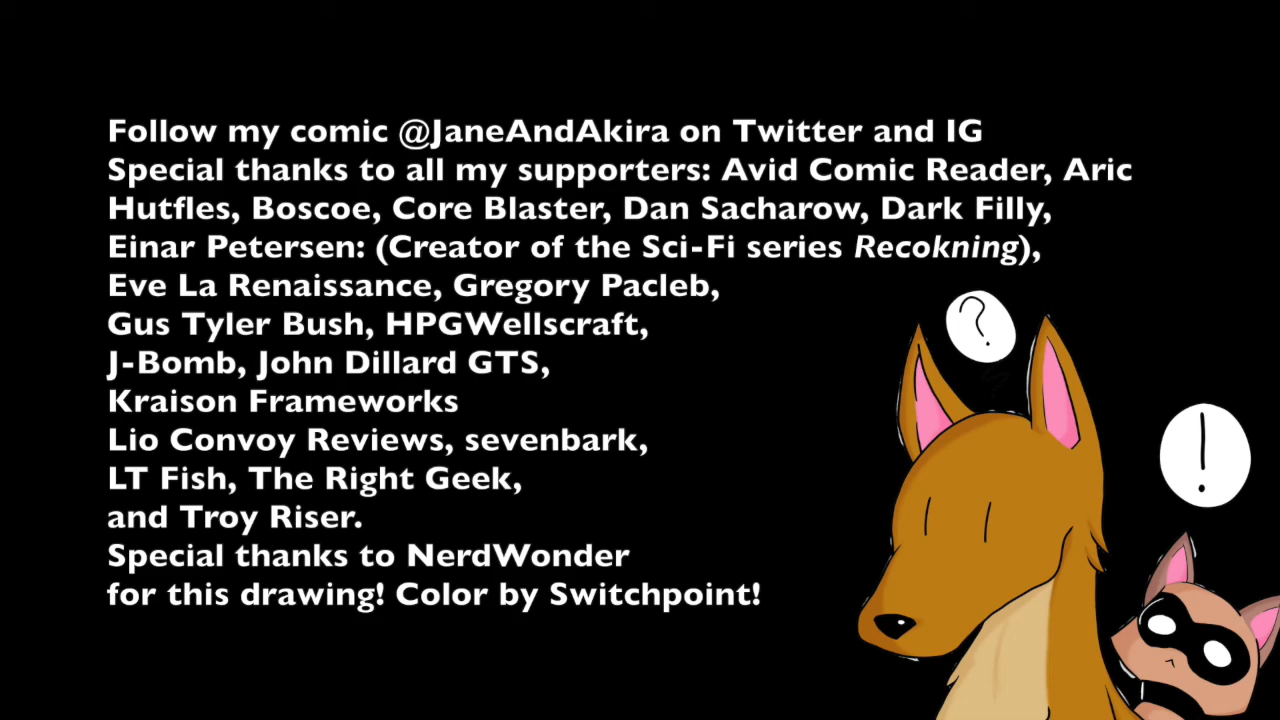 Follow my comic @JaneAndAkira on Twitter and IG
Special thanks to all my supporters: Avid Comic Reader, Aric
Hutfles, Boscoe, Core Blaster, Dan Sacharow, Dark Filly,
Einar Petersen: (Creator of the Sci-Fi series Recokning),
Eve La Renaissance, Gregory Pacleb,
Gus Tyler Bush, HPGWellscraft,
J-Bomb, John Dillard GTS,
Kraison Frameworks
Lio Convoy Reviews, sevenbark,
LT Fish, The Right Geek,
and Troy Riser.
Special thanks to NerdWonder
for this drawing! Color by Switchpoint!
?
!